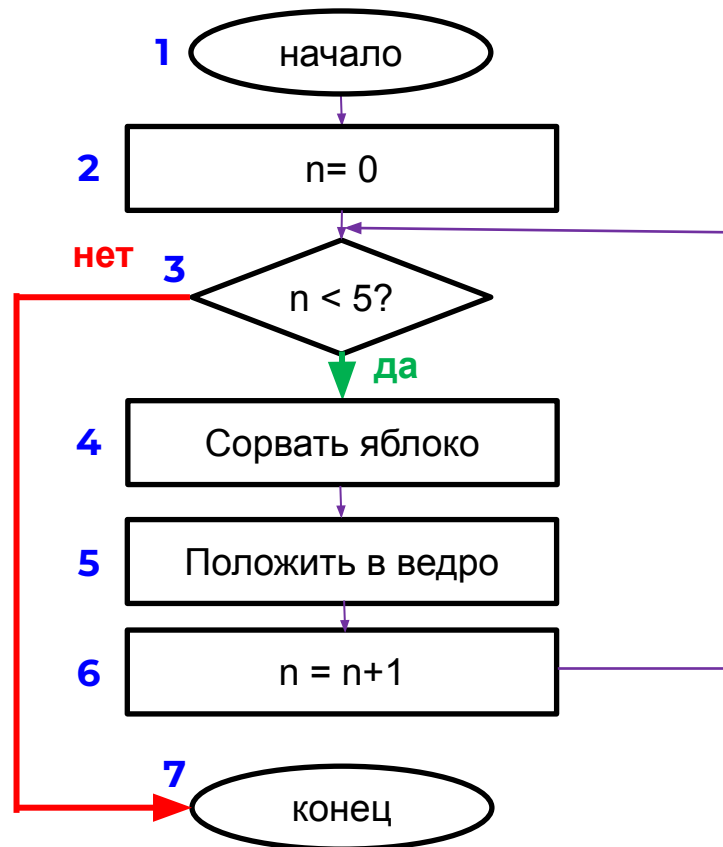 1 начало
2 n= 0
нет 3
n < 5?
да
4 Сорвать яблоко
5 Положить в ведро
6 n = n+1
7
конец